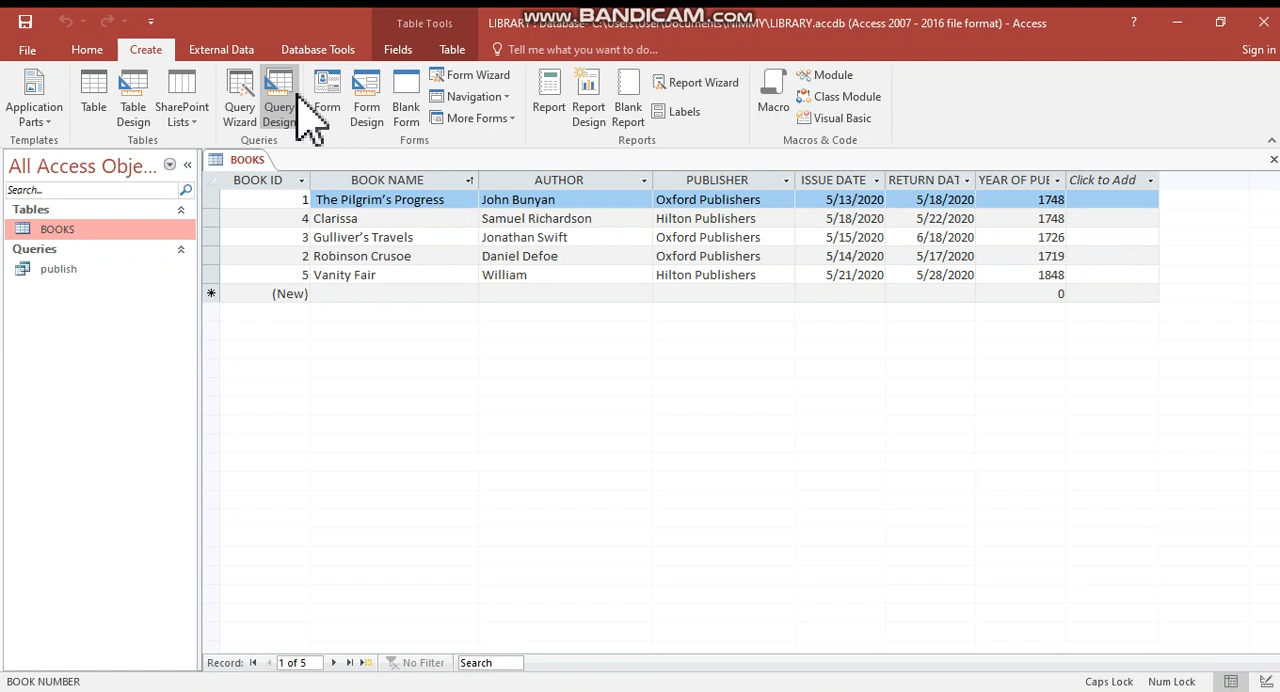 LIBRARY : Database- C:\Users\User\Documents\NIMMY\LIBRARY.accdb (Access 2007 - 2016 file format) - Access
www.BANDICAM.com
Table Tools
?
File Home Create External Data Database Tools Fields Table Tell me what you want to do... Sign in
Application Parts
Table
Table Design
SharePoint Lists
Query Wizard
Query Design
Form
Form Design
Blank Form
Form Wizard
Navigation
More Forms
Report
Report Design
Blank Report
Report Wizard
Labels
Macro
Module
Class Module
Visual Basic
Templates Tables Queries Forms Reports Macros & Code
All Access Obje...
Search...
Tables
BOOKS
Queries
publish
BOOKS
BOOK ID BOOK NAME AUTHOR PUBLISHER ISSUE DATE RETURN DAT YEAR OF PUE Click to Add
1 The Pilgrim's Progress John Bunyan Oxford Publishers 5/13/2020 5/18/2020 1748
4 Clarissa Samuel Richardson Hilton Publishers 5/18/2020 5/22/2020 1748
3 Gulliver's Travels Jonathan Swift Oxford Publishers 5/15/2020 6/18/2020 1726
2 Robinson Crusoe Daniel Defoe Oxford Publishers 5/14/2020 5/17/2020 1719
5 Vanity Fair William Hilton Publishers 5/21/2020 5/28/2020 1848
* (New) 0
Record: 1 of 5 No Filter Search
BOOK NUMBER Caps Lock Num Lock